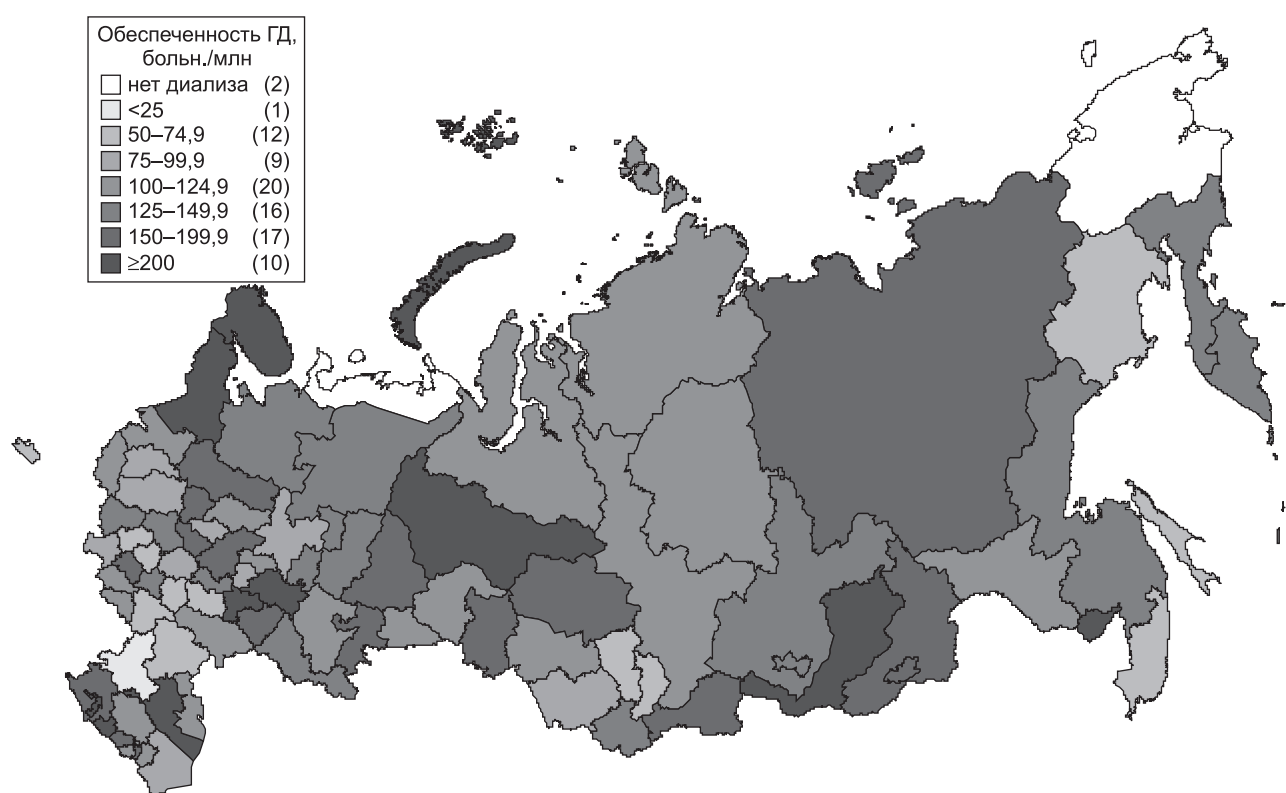 Обеспеченность ГД,
больн./млн
нет диализа (2)
<25 (1)
50–74,9 (12)
75–99,9 (9)
100–124,9 (20)
125–149,9 (16)
150–199,9 (17)
≥200 (10)